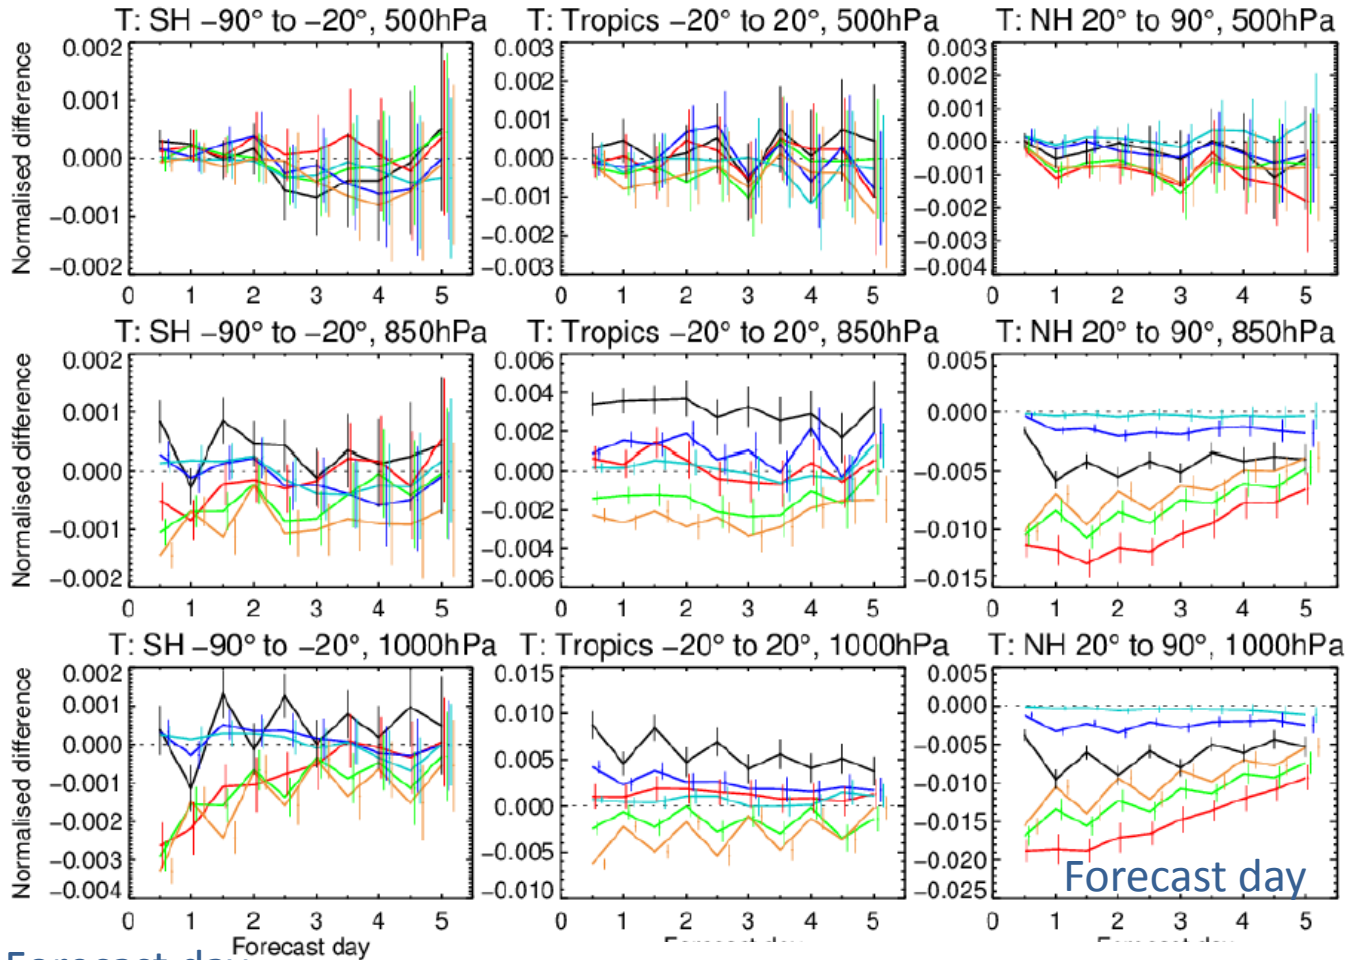 T: SH −90° to −20°, 500hPa
T: Tropics −20° to 20°, 500hPa
T: NH 20° to 90°, 500hPa
Normalised difference
0.002
0.001
0.000
−0.001
−0.002
0 1 2 3 4 5
0.003
0.002
0.001
0.000
−0.001
−0.002
−0.003
0 1 2 3 4 5
0.003
0.002
0.001
0.000
−0.001
−0.002
−0.003
−0.004
0 1 2 3 4 5
T: SH −90° to −20°, 850hPa
T: Tropics −20° to 20°, 850hPa
T: NH 20° to 90°, 850hPa
Normalised difference
0.002
0.001
0.000
−0.001
−0.002
0 1 2 3 4 5
0.006
0.004
0.002
0.000
−0.002
−0.004
−0.006
0 1 2 3 4 5
0.005
0.000
−0.005
−0.010
−0.015
0 1 2 3 4 5
T: SH −90° to −20°, 1000hPa
T: Tropics −20° to 20°, 1000hPa
T: NH 20° to 90°, 1000hPa
Normalised difference
0.002
0.001
0.000
−0.001
−0.002
−0.003
−0.004
0 1 2 3 4 5
Forecast day
0.015
0.010
0.005
0.000
−0.005
−0.010
0 1 2 3 4 5
Forecast day
0.005
0.000
−0.005
−0.010
−0.015
−0.020
−0.025
0 1 2 3 4 5
Forecast day
Forecast day
Forecast day